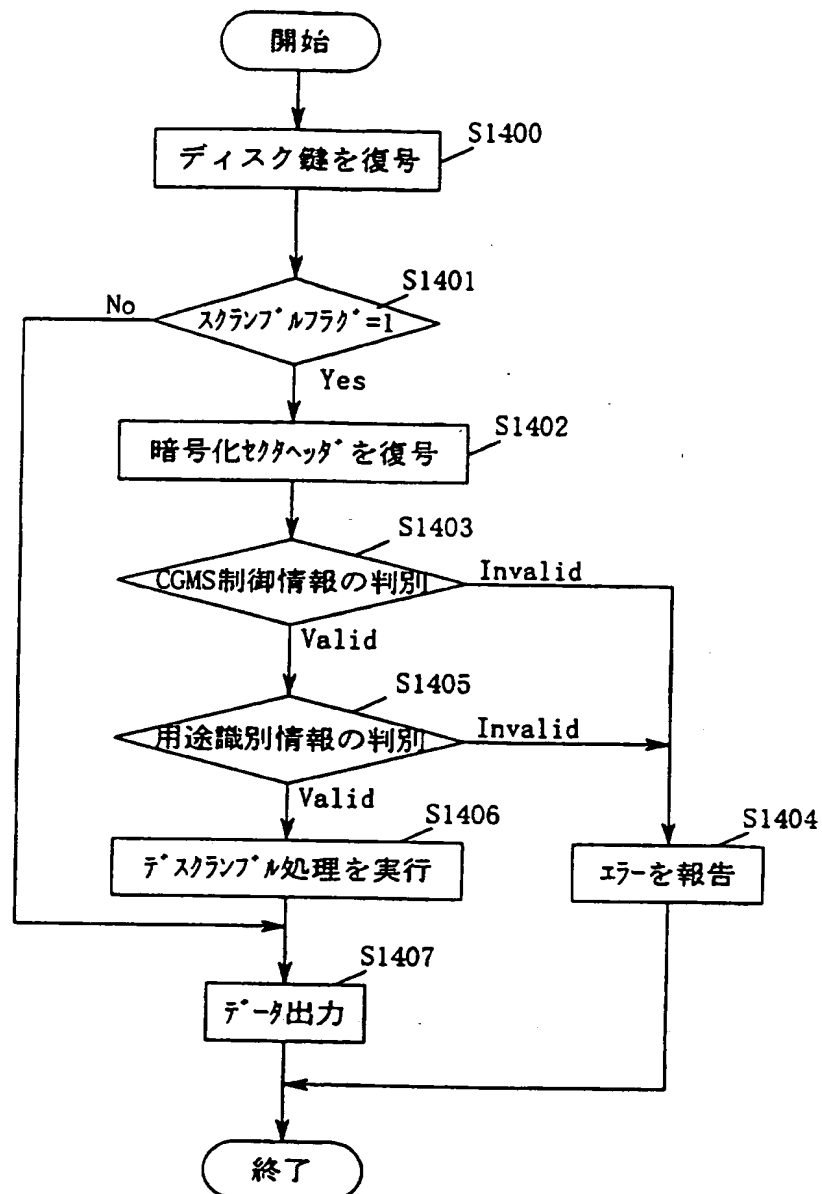 開始
S1400
ディスク鍵を復号
S1401
No
スクランブルフラグ=1
Yes
S1402
暗号化セクタヘッダを復号
S1403
CGMS制御情報の判別
Invalid
Valid
S1405
用途識別情報の判別
Invalid
Valid
S1406
デスクランブル処理を実行
S1404
エラーを報告
S1407
データ出力
終了